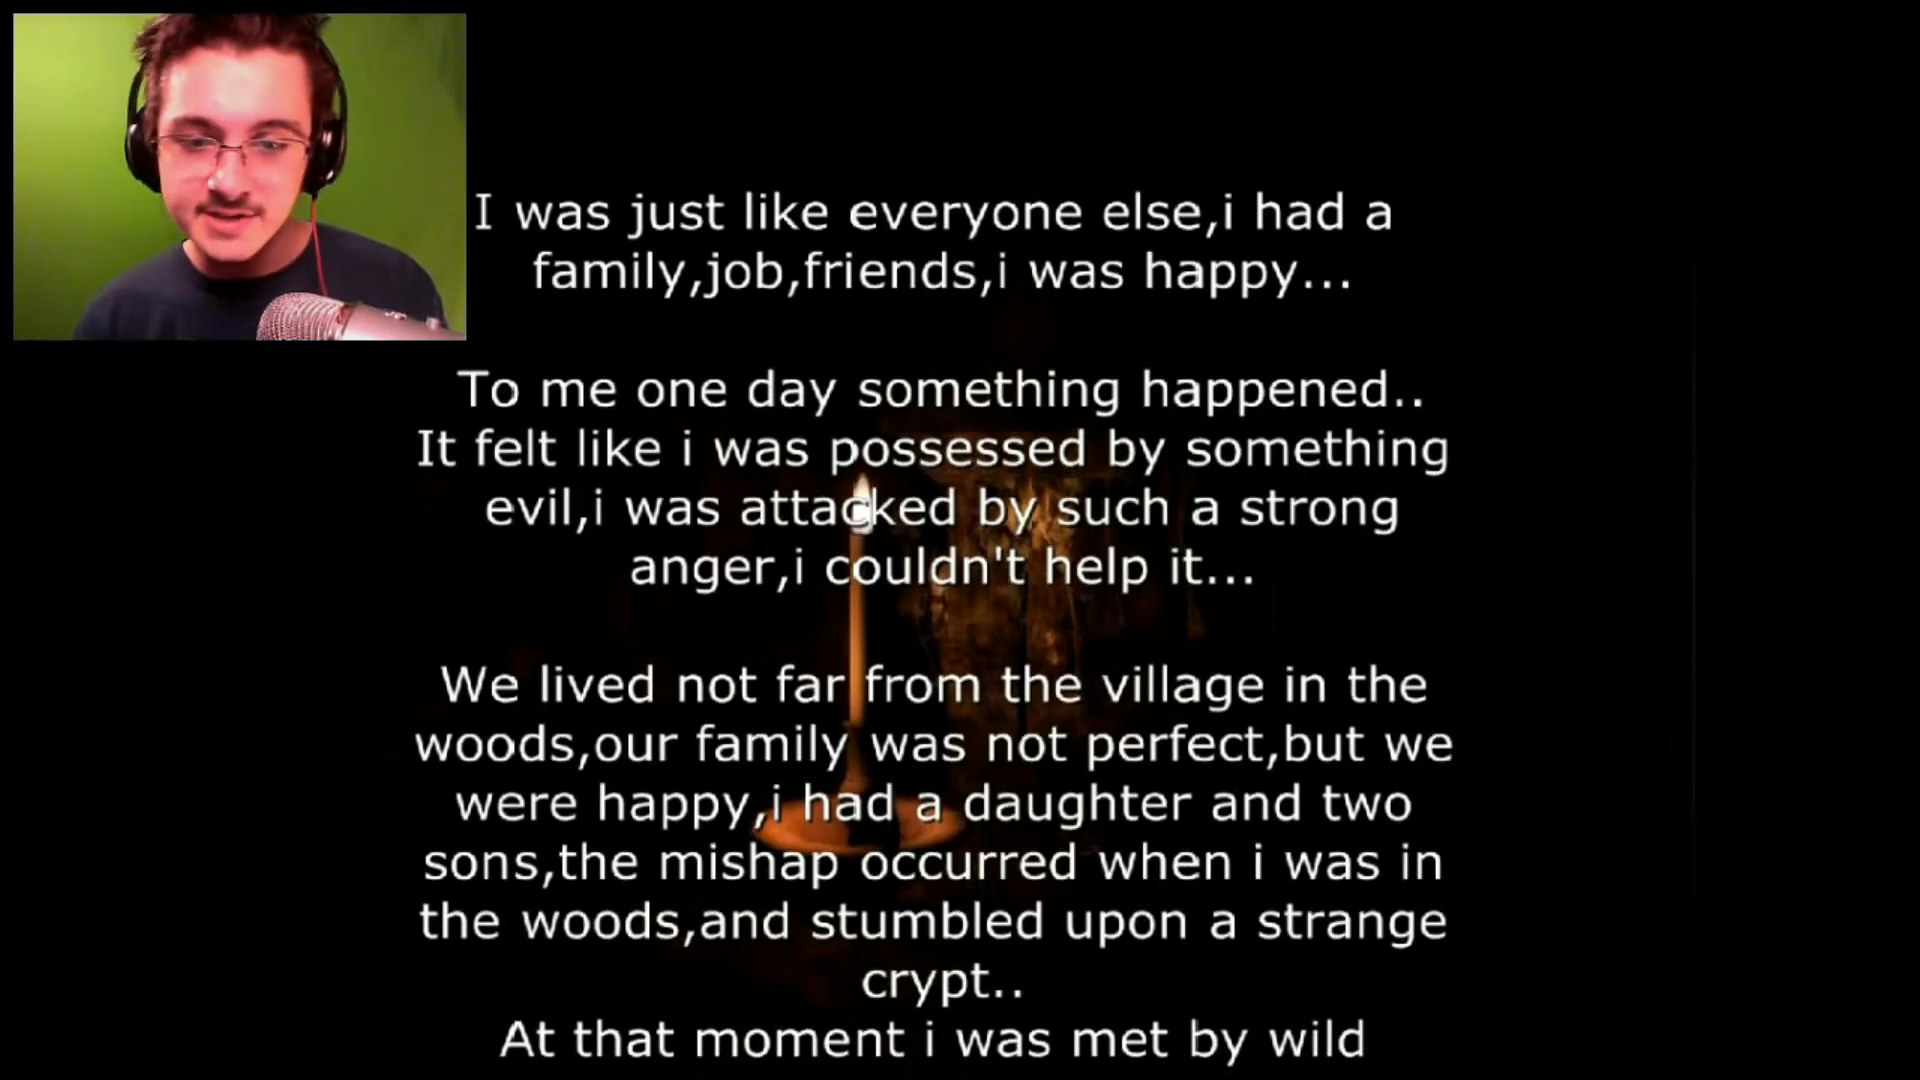 I was just like everyone else,i had a
family,job,friends,i was happy...
To me one day something happened..
It felt like i was possessed by something
evil,i was attacked by such a strong
anger,i couldn't help it...
We lived not far from the village in the
woods,our family was not perfect,but we
were happy,i had a daughter and two
sons,the mishap occurred when i was in
the woods,and stumbled upon a strange
crypt..
At that moment i was met by wild